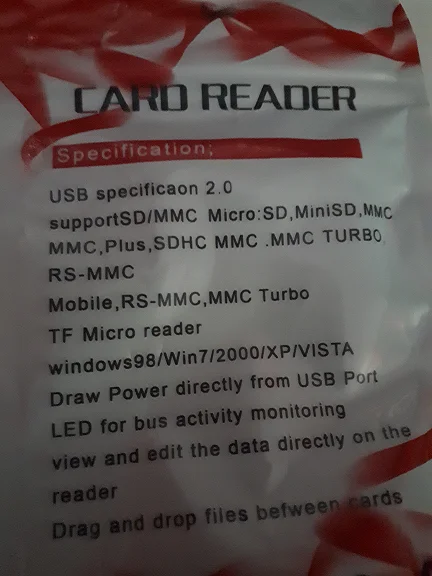 CARD READER
Specification;
USB specificaon 2.0
supportSD/MMC Micro:SD,MiniSD,MMC
MMC,Plus,SDHC MMC .MMC TURBO,
RS-MMC
Mobile,RS-MMC,MMC Turbo
TF Micro reader
windows98/Win7/2000/XP/VISTA
Draw Power directly from USB Port
LED for bus activity monitoring
view and edit the data directly on the
reader
Drag and drop files befween cards